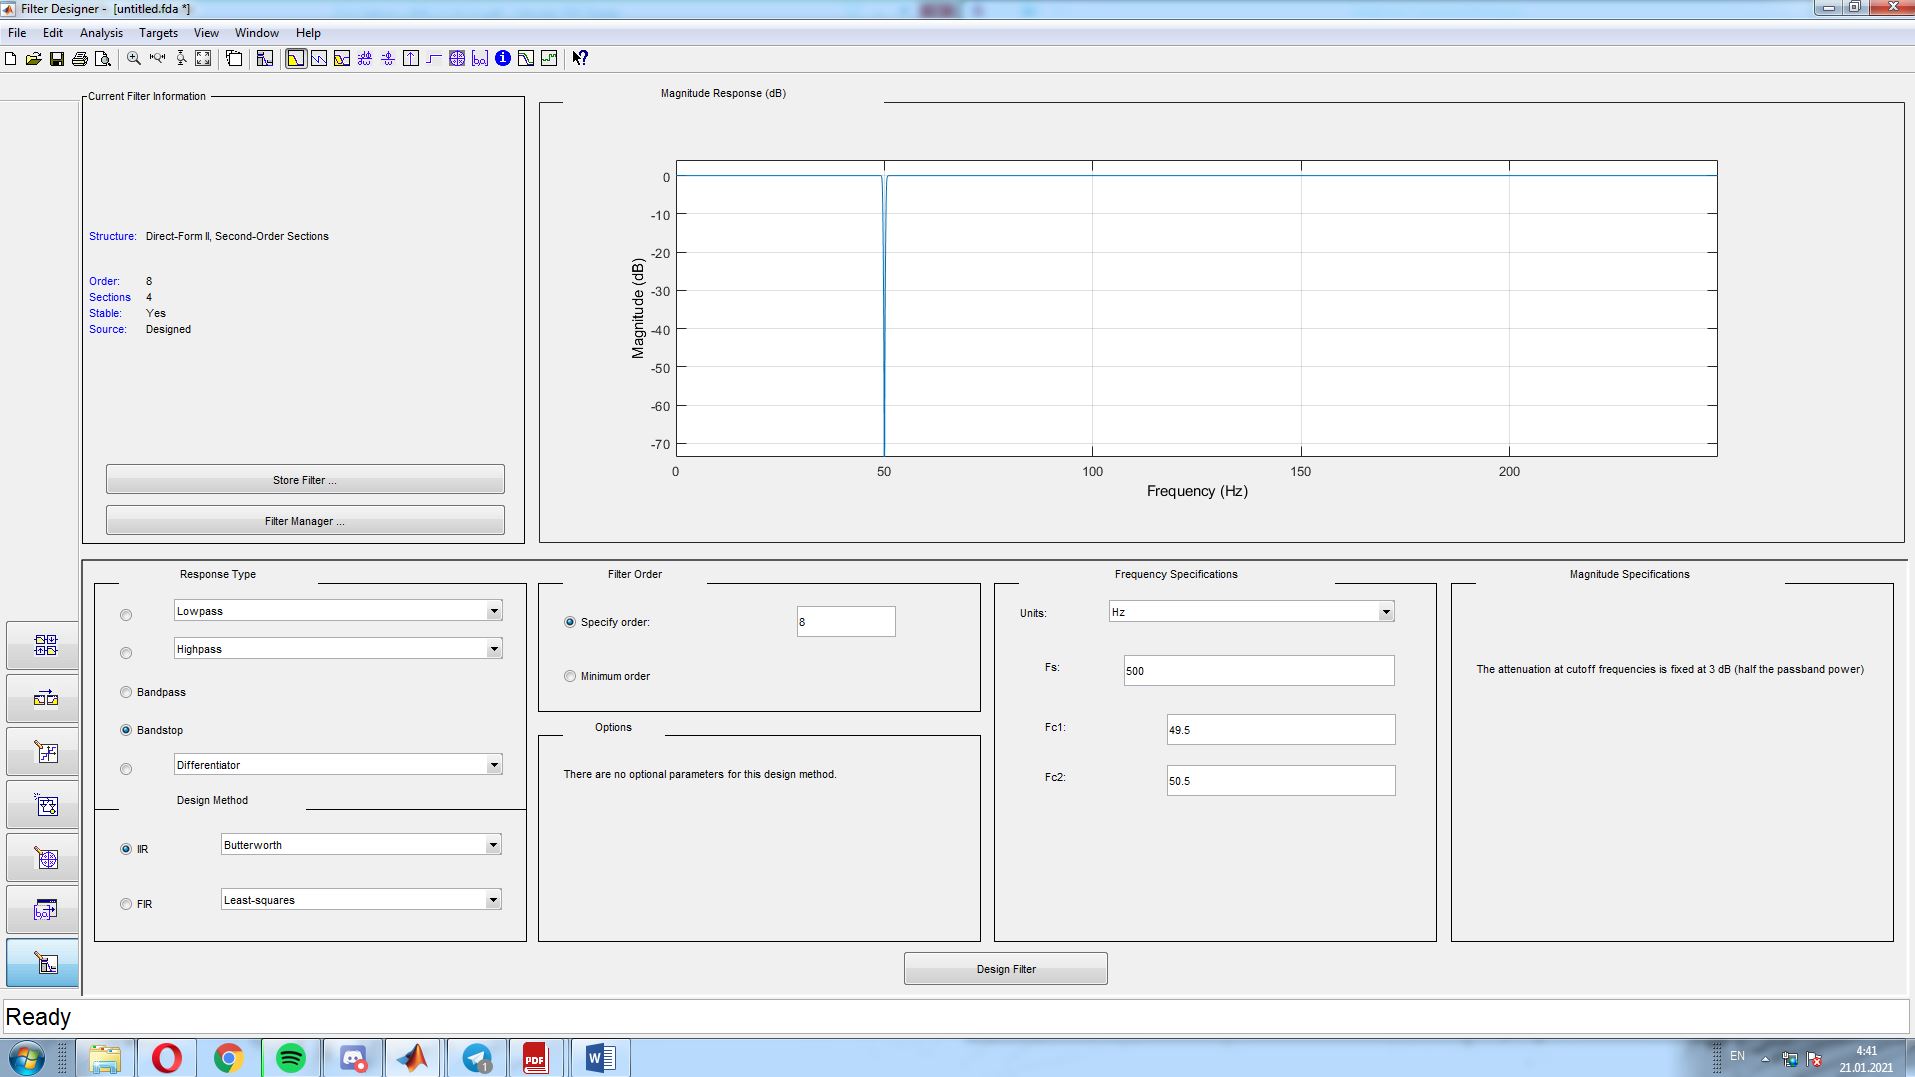 Filter Designer - [untitled.fda *]
File Edit Analysis Targets View Window Help
Current Filter Information
Structure: Direct-Form II, Second-Order Sections
Order: 8
Sections 4
Stable: Yes
Source: Designed
Store Filter ...
Filter Manager ...
Magnitude Response (dB)
0
-10
-20
-30
-40
-50
-60
-70
Magnitude (dB)
0 50 100 150 200
Frequency (Hz)
Response Type
Lowpass
Highpass
Bandpass
Bandstop
Differentiator
Design Method
IIR Butterworth
FIR Least-squares
Filter Order
Specify order: 8
Minimum order
Options
There are no optional parameters for this design method.
Frequency Specifications
Units: Hz
Fs: 500
Fc1: 49.5
Fc2: 50.5
Magnitude Specifications
The attenuation at cutoff frequencies is fixed at 3 dB (half the passband power)
Design Filter
Ready
1
PDF
W
EN
4:41
21.01.2021